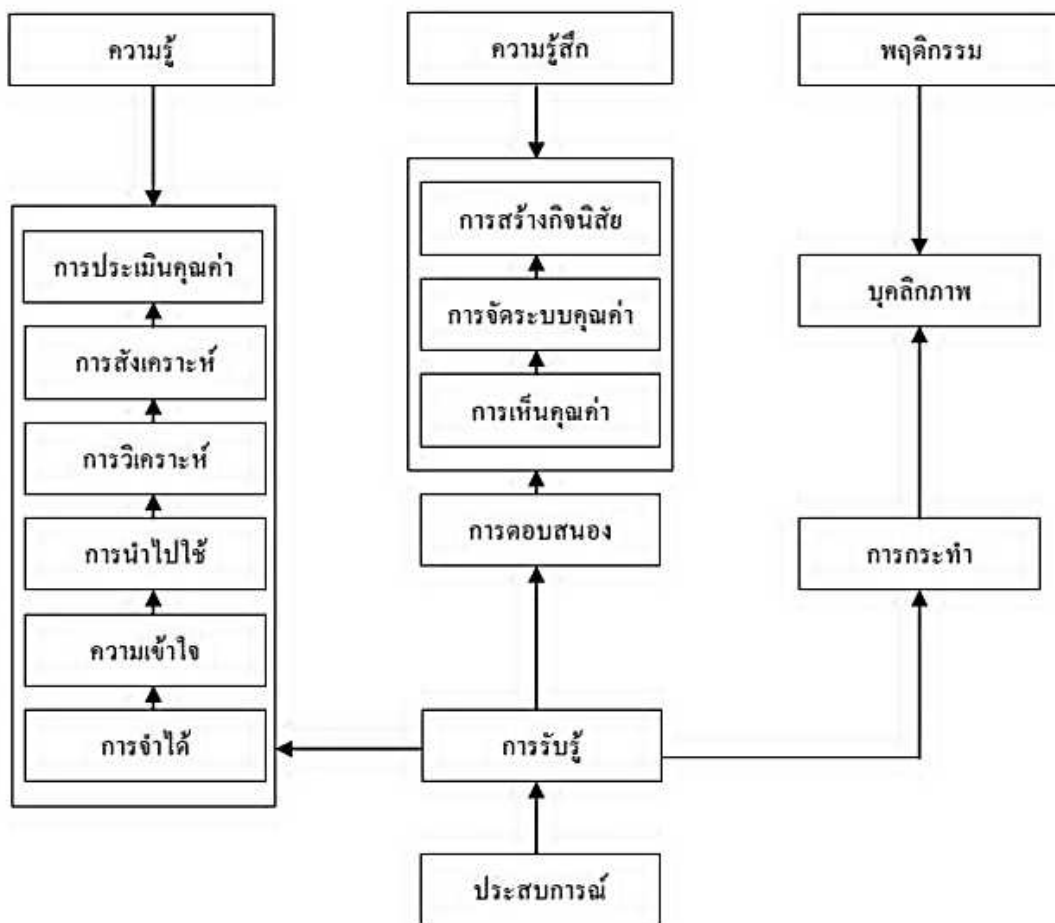 ความรู้
ความรู้สึก
พฤติกรรม
การประเมินคุณค่า
การสังเคราะห์
การวิเคราะห์
การนำไปใช้
ความเข้าใจ
การจำได้
การสร้างกิจนิสัย
การจัดระบบคุณค่า
การเห็นคุณค่า
การตอบสนอง
การรับรู้
ประสบการณ์
บุคลิกภาพ
การกระทำ